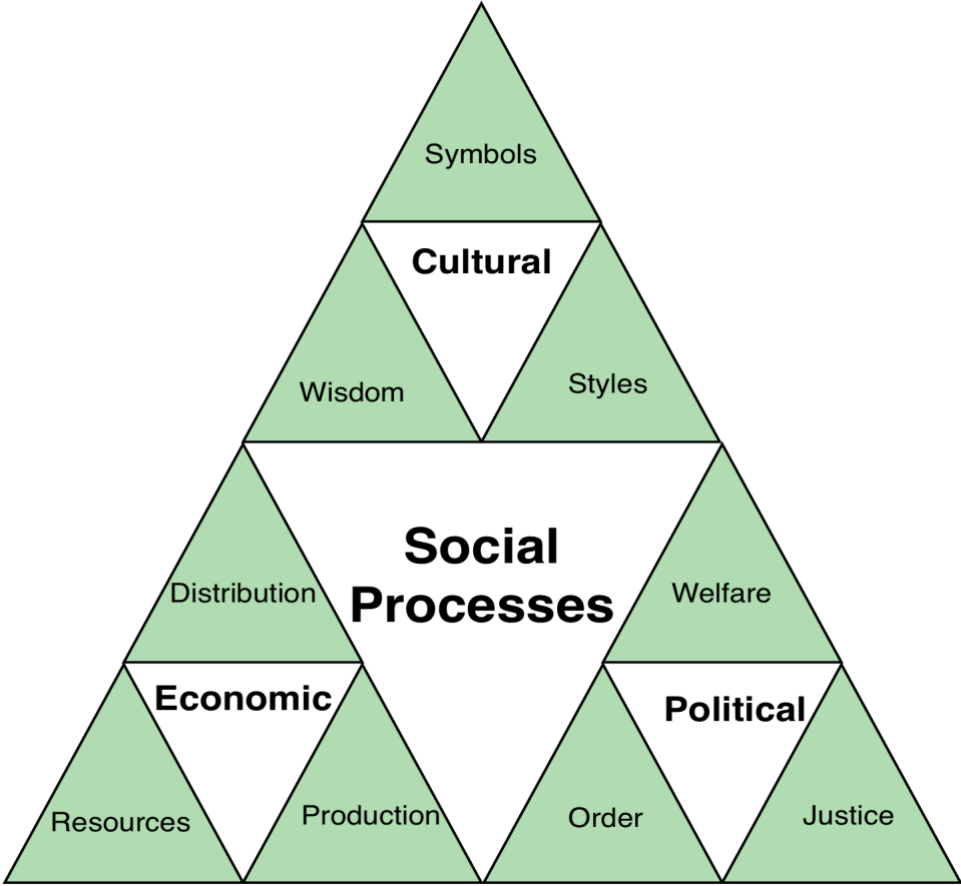 Symbols
Cultural
Wisdom
Styles
Social
Processes
Distribution
Welfare
Economic
Political
Resources
Production
Order
Justice